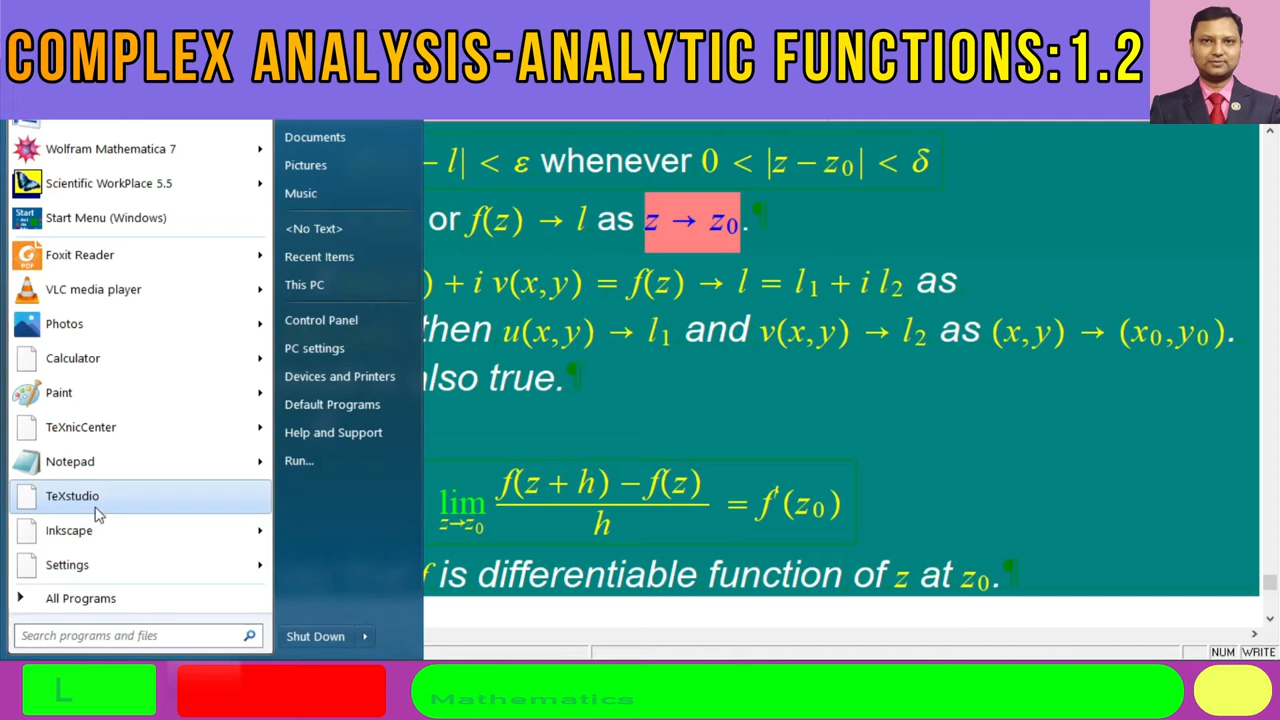 COMPLEX ANALYSIS-ANALYTIC FUNCTIONS:1.2
Wolfram Mathematica 7
Scientific WorkPlace 5.5
Start Menu (Windows)
Foxit Reader
VLC media player
Photos
Calculator
Paint
TeXnicCenter
Notepad
TeXstudio
Inkscape
Settings
All Programs
Search programs and files
Documents
Pictures
Music
<No Text>
Recent Items
This PC
Control Panel
PC settings
Devices and Printers
Default Programs
Help and Support
Run...
Shut Down
− l| < ε whenever 0 < |z − z₀| < δ
or f(z) → l as z → z₀.¶
) + i v(x,y) = f(z) → l = l₁ + i l₂ as
then u(x,y) → l₁ and v(x,y) → l₂ as (x,y) → (x₀,y₀).
also true.¶
lim z→z₀ f(z + h) − f(z) / h = f'(z₀)
f is differentiable function of z at z₀.¶
NUM WRITE
L
Mathematics